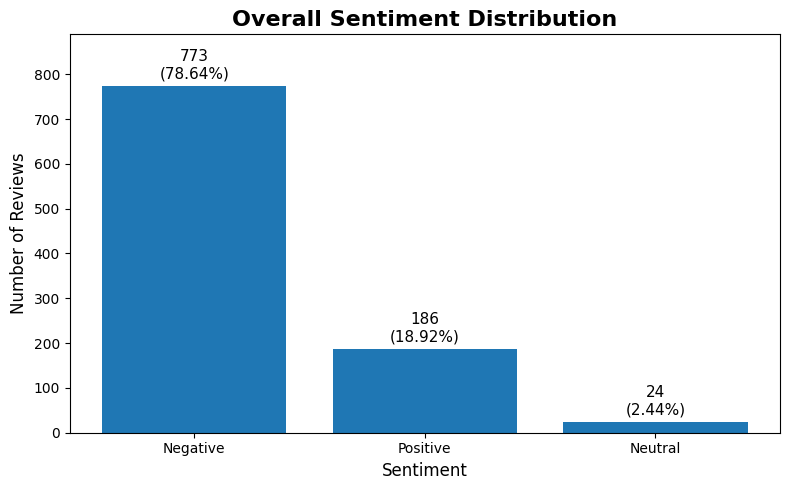 Overall Sentiment Distribution
773
(78.64%)
186
(18.92%)
24
(2.44%)
800
700
600
500
400
300
200
100
0
Number of Reviews
Negative
Positive
Neutral
Sentiment